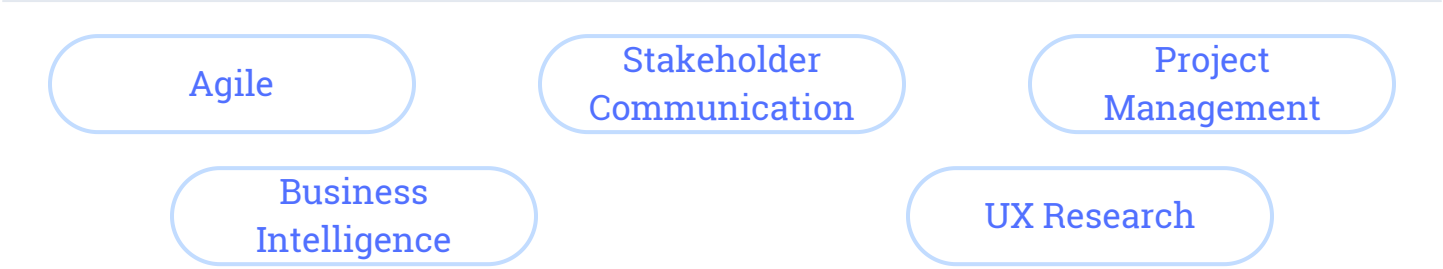 Agile
Stakeholder
Communication
Project
Management
Business
Intelligence
UX Research